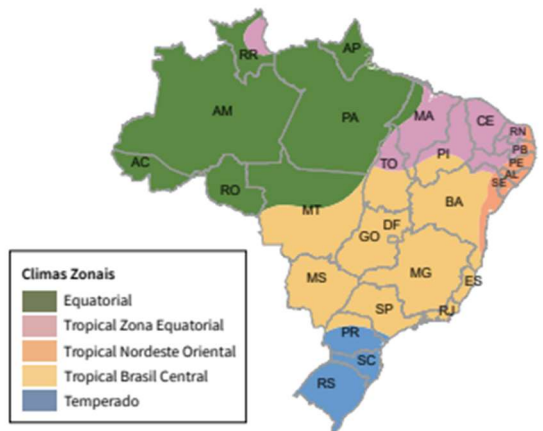 RR
AP
AM
PA
MA
CE
RN
PB
PE
AL
SE
PI
TO
AC
RO
MT
BA
DF
GO
MG
ES
MS
SP
RJ
PR
SC
RS
Climas Zonais
Equatorial
Tropical Zona Equatorial
Tropical Nordeste Oriental
Tropical Brasil Central
Temperado